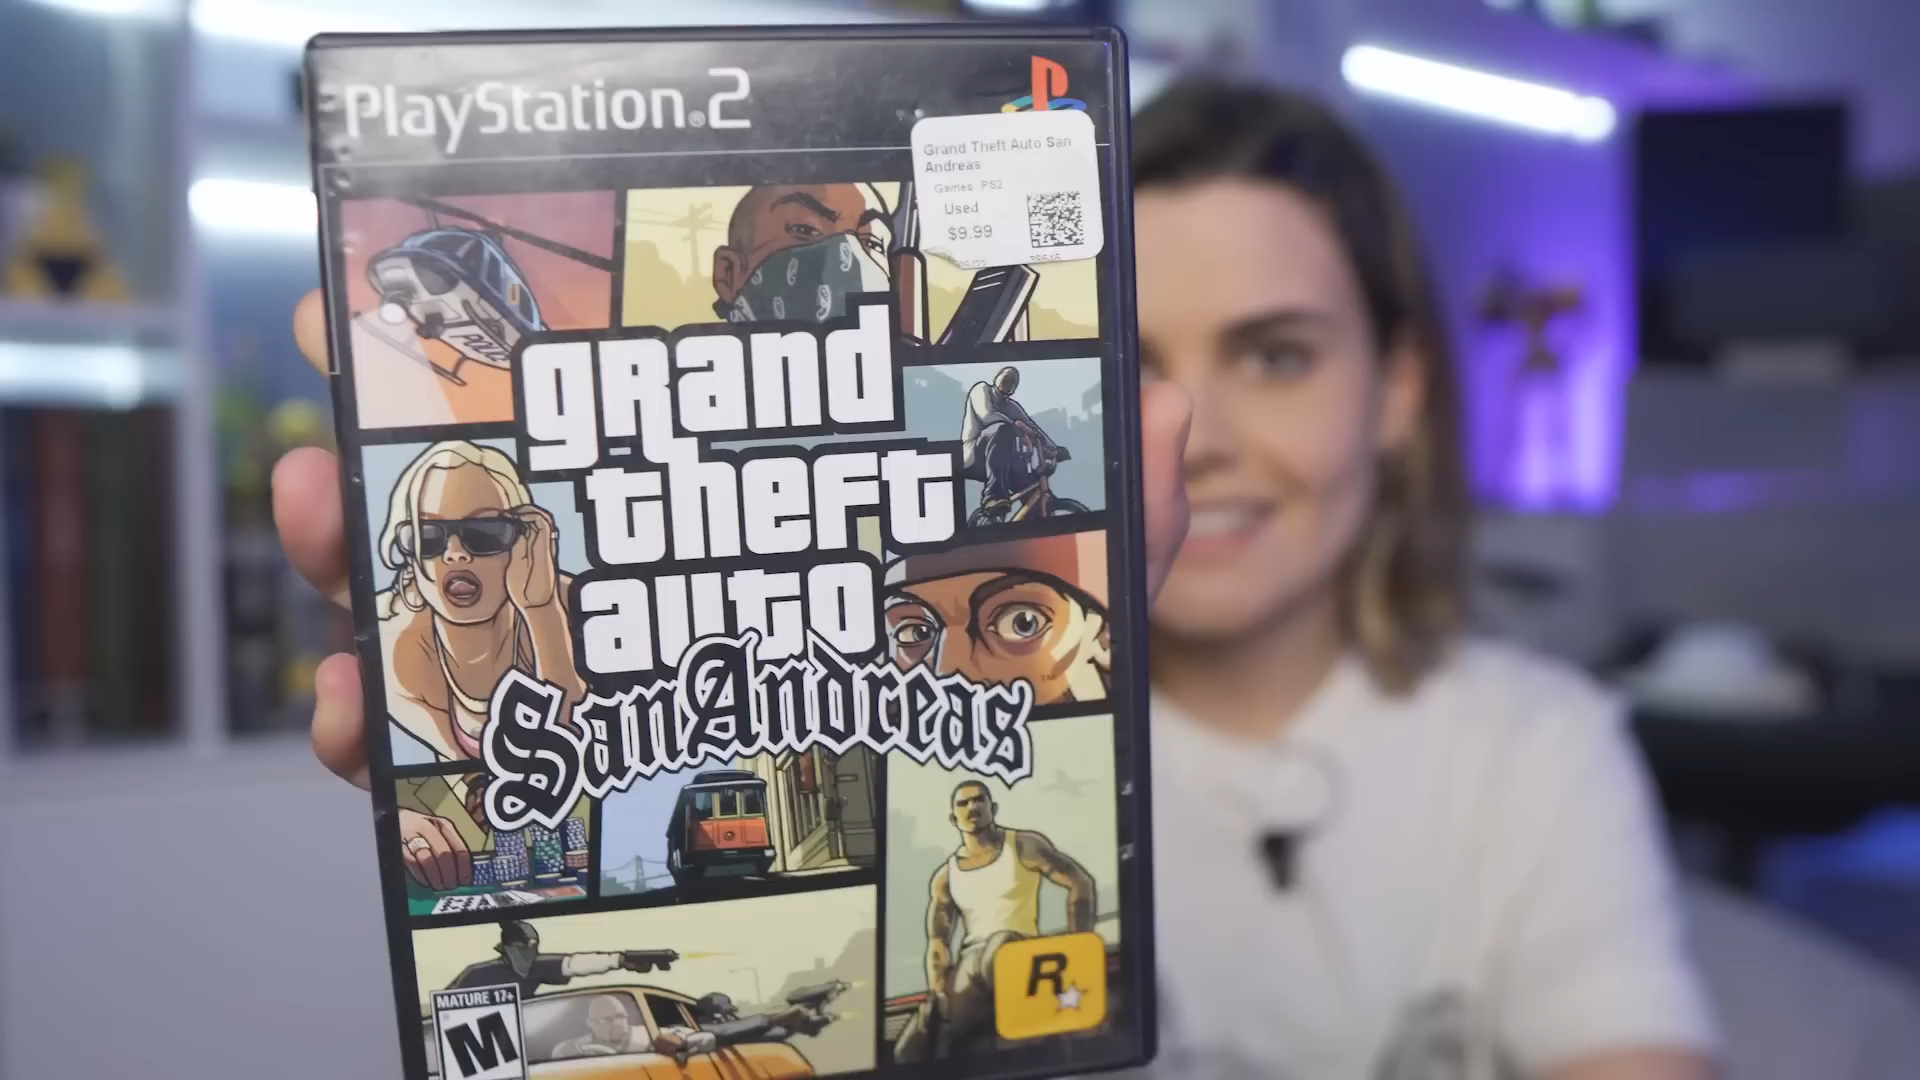 PlayStation®2
Grand Theft Auto San
Andreas
Games PS2
Used
$9.99
POLICE
grand
theft
auto
San Andreas
MATURE 17+
M
R